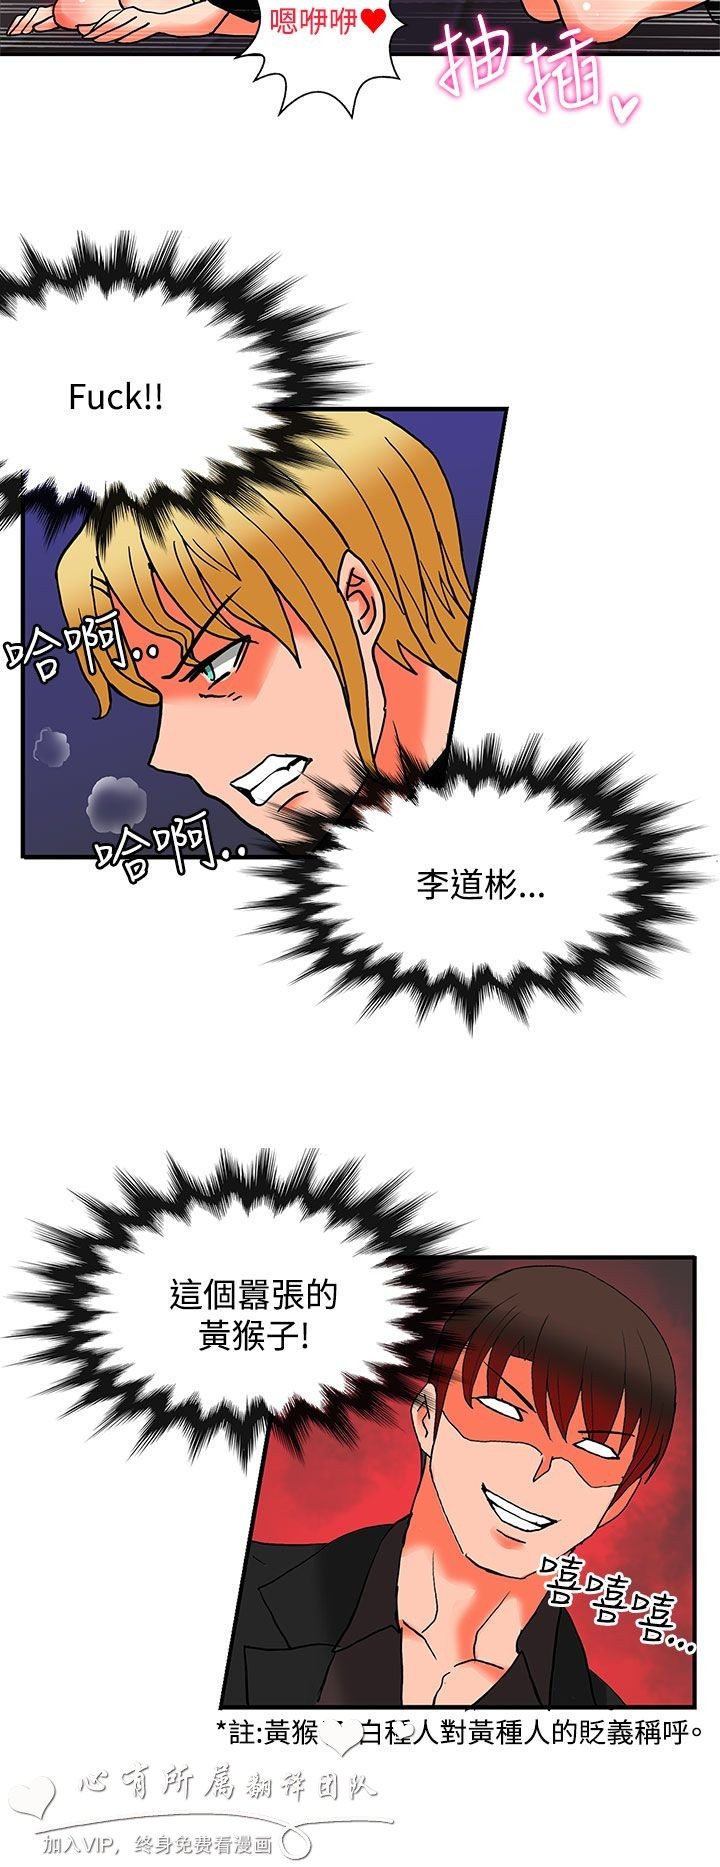 嗯咿咿♥
抽插♡
Fuck!!
哈啊..
哈啊..
李道彬...
這個囂張的
黃猴子!
嘻嘻嘻...
*註:黃猴 白種人對黃種人的貶義稱呼。
心有所属翻译团队
加入VIP，终身免费看漫画